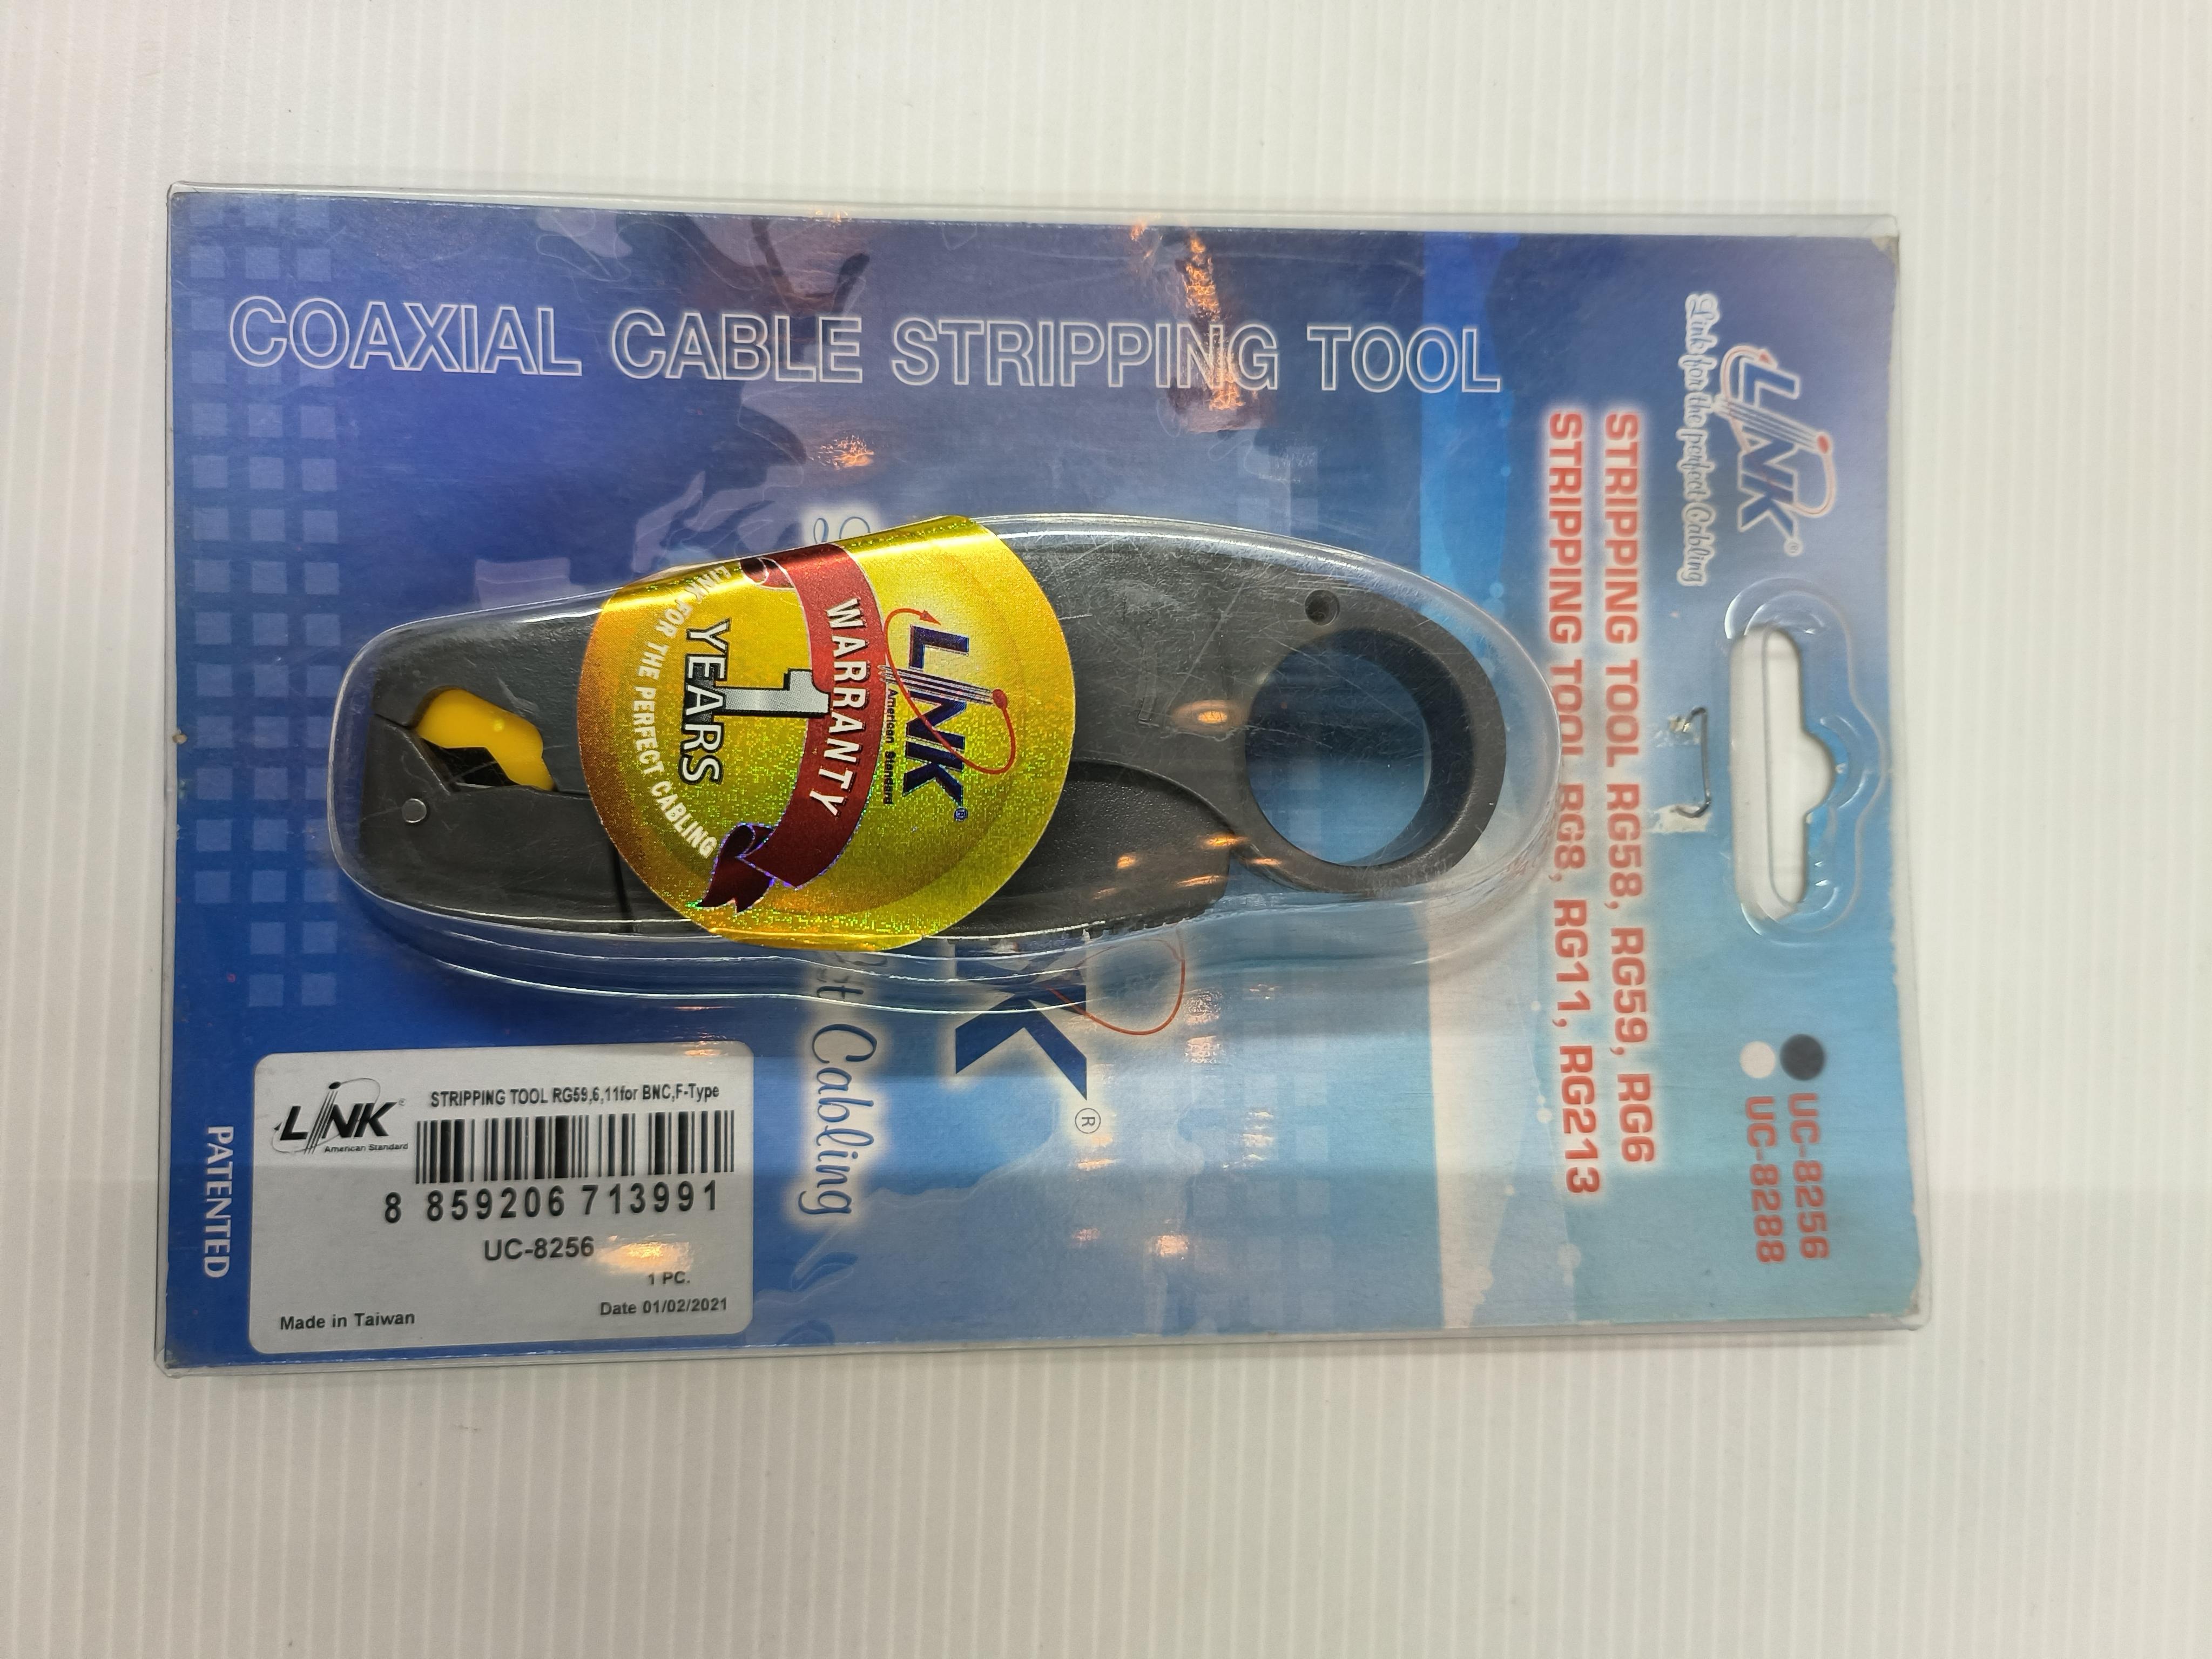 COAXIAL CABLE STRIPPING TOOL
LINK®
Link for the perfect Cabling
STRIPPING TOOL RG58, RG59, RG6
STRIPPING TOOL RG8, RG11, RG213
UC-8256
UC-8288
LINK®
American Standard
WARRANTY
1
YEARS
LINK FOR THE PERFECT CABLING
K®
Cabling
LINK®
American Standard
STRIPPING TOOL RG59,6,11for BNC,F-Type
8 859206 713991
UC-8256
1 PC.
Made in Taiwan
Date 01/02/2021
PATENTED